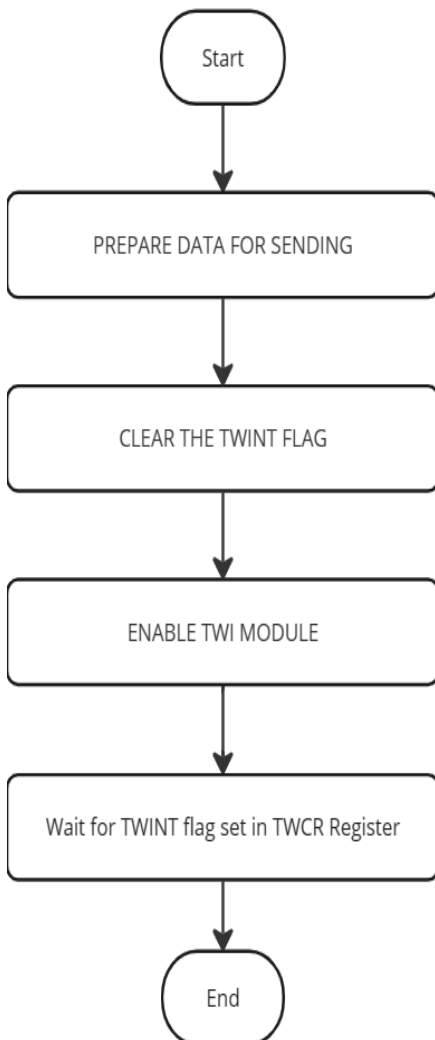 Start
PREPARE DATA FOR SENDING
CLEAR THE TWINT FLAG
ENABLE TWI MODULE
Wait for TWINT flag set in TWCR Register
End